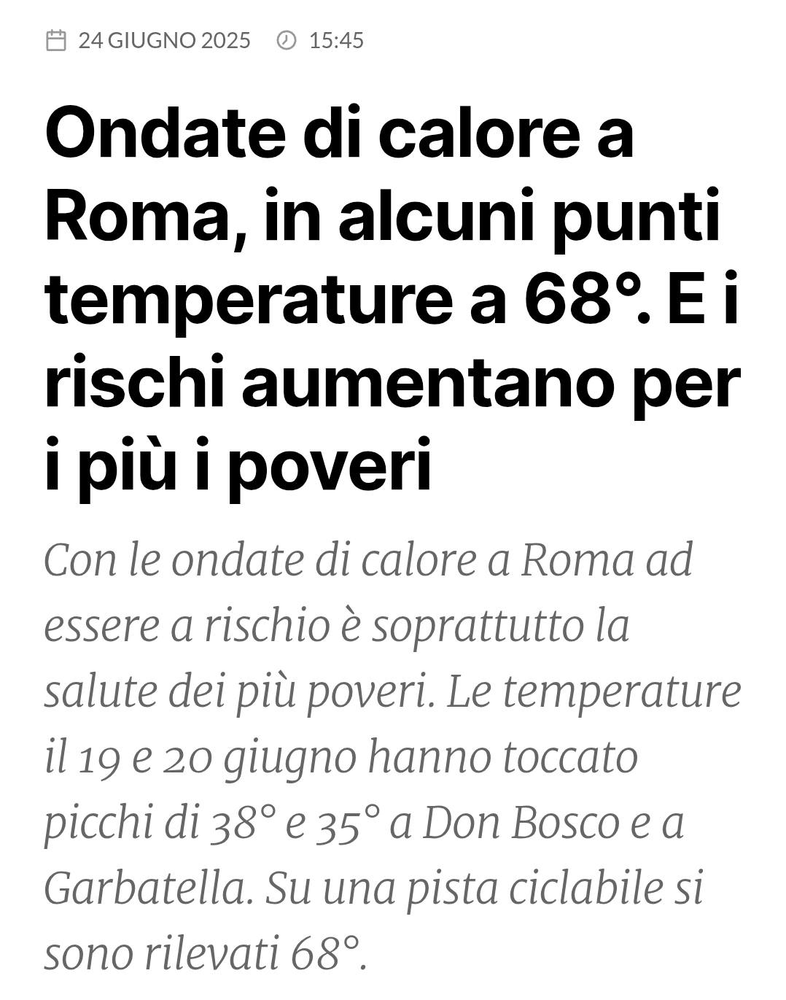 24 GIUGNO 2025 15:45
Ondate di calore a
Roma, in alcuni punti
temperature a 68°. E i
rischi aumentano per
i più i poveri
Con le ondate di calore a Roma ad
essere a rischio è soprattutto la
salute dei più poveri. Le temperature
il 19 e 20 giugno hanno toccato
picchi di 38° e 35° a Don Bosco e a
Garbatella. Su una pista ciclabile si
sono rilevati 68°.